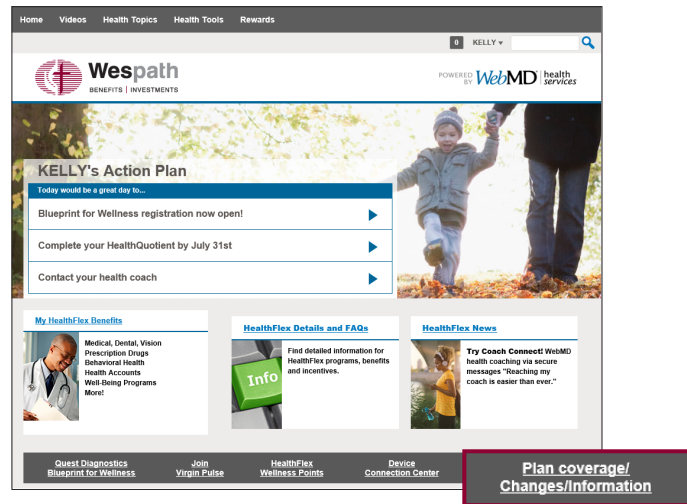 Home Videos Health Topics Health Tools Rewards
0 KELLY
Wespath
BENEFITS | INVESTMENTS
POWERED BY WebMD health services
KELLY's Action Plan
Today would be a great day to...
Blueprint for Wellness registration now open!
Complete your HealthQuotient by July 31st
Contact your health coach
My HealthFlex Benefits
Medical, Dental, Vision
Prescription Drugs
Behavioral Health
Health Accounts
Well-Being Programs
More!
HealthFlex Details and FAQs
Info
Find detailed information for
HealthFlex programs, benefits
and incentives.
HealthFlex News
Try Coach Connect! WebMD
health coaching via secure
messages "Reaching my
coach is easier than ever."
Quest Diagnostics
Blueprint for Wellness
Join
Virgin Pulse
HealthFlex
Wellness Points
Device
Connection Center
Plan coverage/
Changes/Information